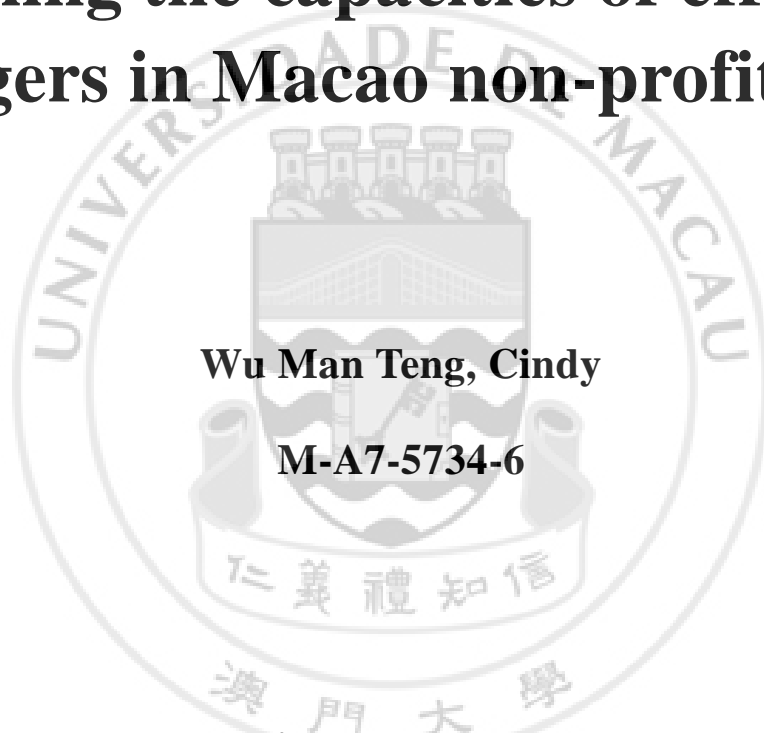 gers in Macao non-profit
UNIVERSIDADE DE MACAU
Wu Man Teng, Cindy
M-A7-5734-6
仁義禮知信
澳門大學